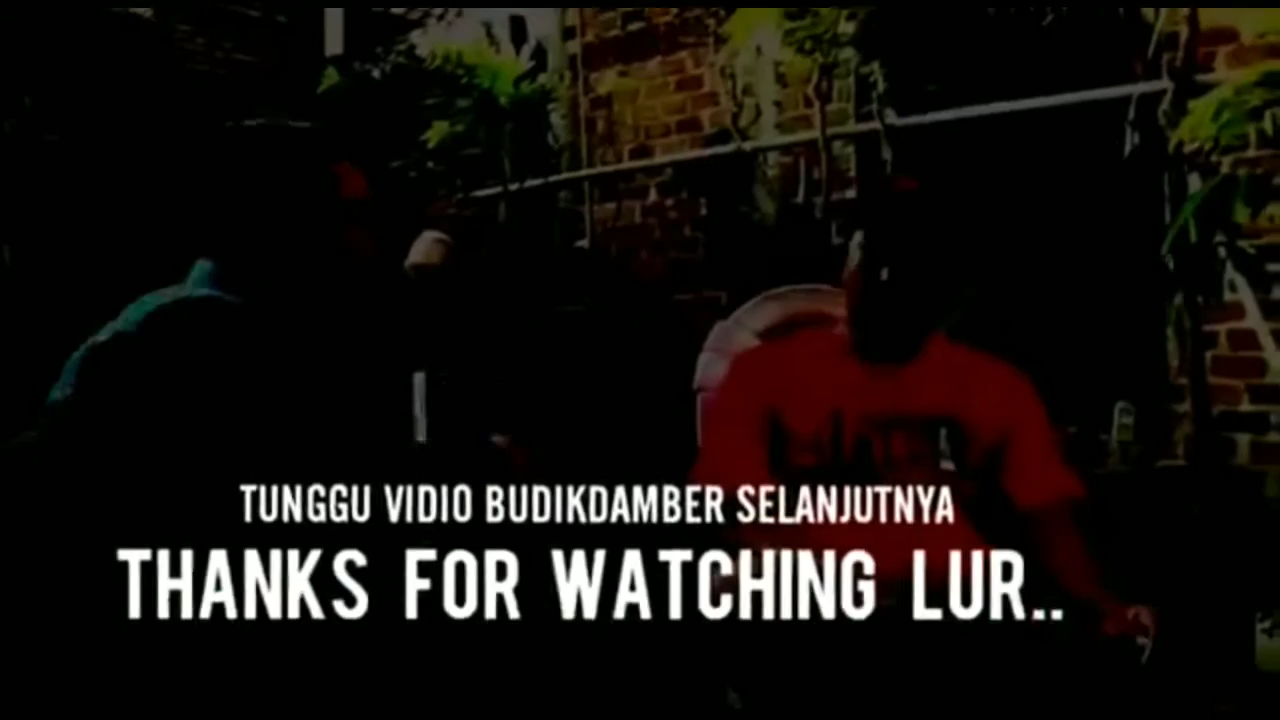 TUNGGU VIDIO BUDIKDAMBER SELANJUTNYA
THANKS FOR WATCHING LUR..